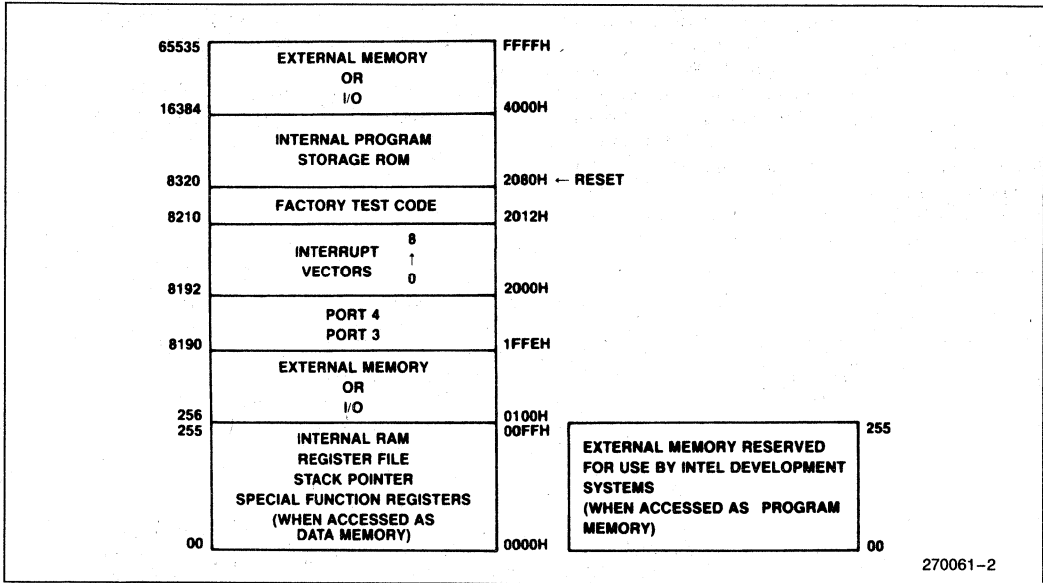 65535
EXTERNAL MEMORY
OR
I/O
FFFFH
16384
4000H
INTERNAL PROGRAM
STORAGE ROM
8320
2080H ← RESET
FACTORY TEST CODE
8210
2012H
INTERRUPT
VECTORS
8
↑
0
8192
2000H
PORT 4
PORT 3
8190
1FFEH
EXTERNAL MEMORY
OR
I/O
256
0100H
255
00FFH
INTERNAL RAM
REGISTER FILE
STACK POINTER
SPECIAL FUNCTION REGISTERS
(WHEN ACCESSED AS
DATA MEMORY)
00
0000H
255
EXTERNAL MEMORY RESERVED
FOR USE BY INTEL DEVELOPMENT
SYSTEMS
(WHEN ACCESSED AS PROGRAM
MEMORY)
00
270061-2